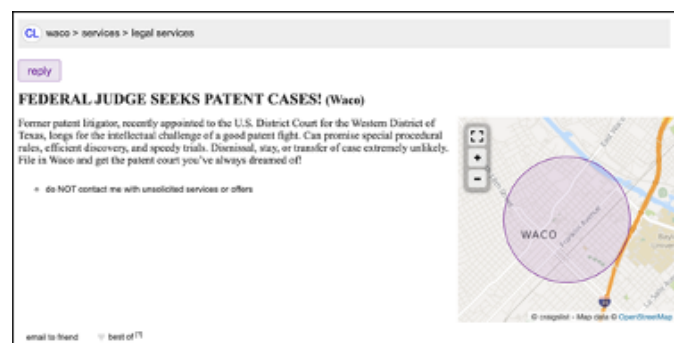 CL waco > services > legal services
reply
FEDERAL JUDGE SEEKS PATENT CASES! (Waco)
Former patent litigator, recently appointed to the U.S. District Court for the Western District of
Texas, longs for the intellectual challenge of a good patent fight. Can promise special procedural
rules, efficient discovery, and speedy trials. Dismissal, stay, or transfer of case extremely unlikely.
File in Waco and get the patent court you've always dreamed of!
do NOT contact me with unsolicited services or offers
+
−
WACO
Franklin Avenue
© craigslist - Map data © OpenStreetMap
email to friend
♡ best of [?]